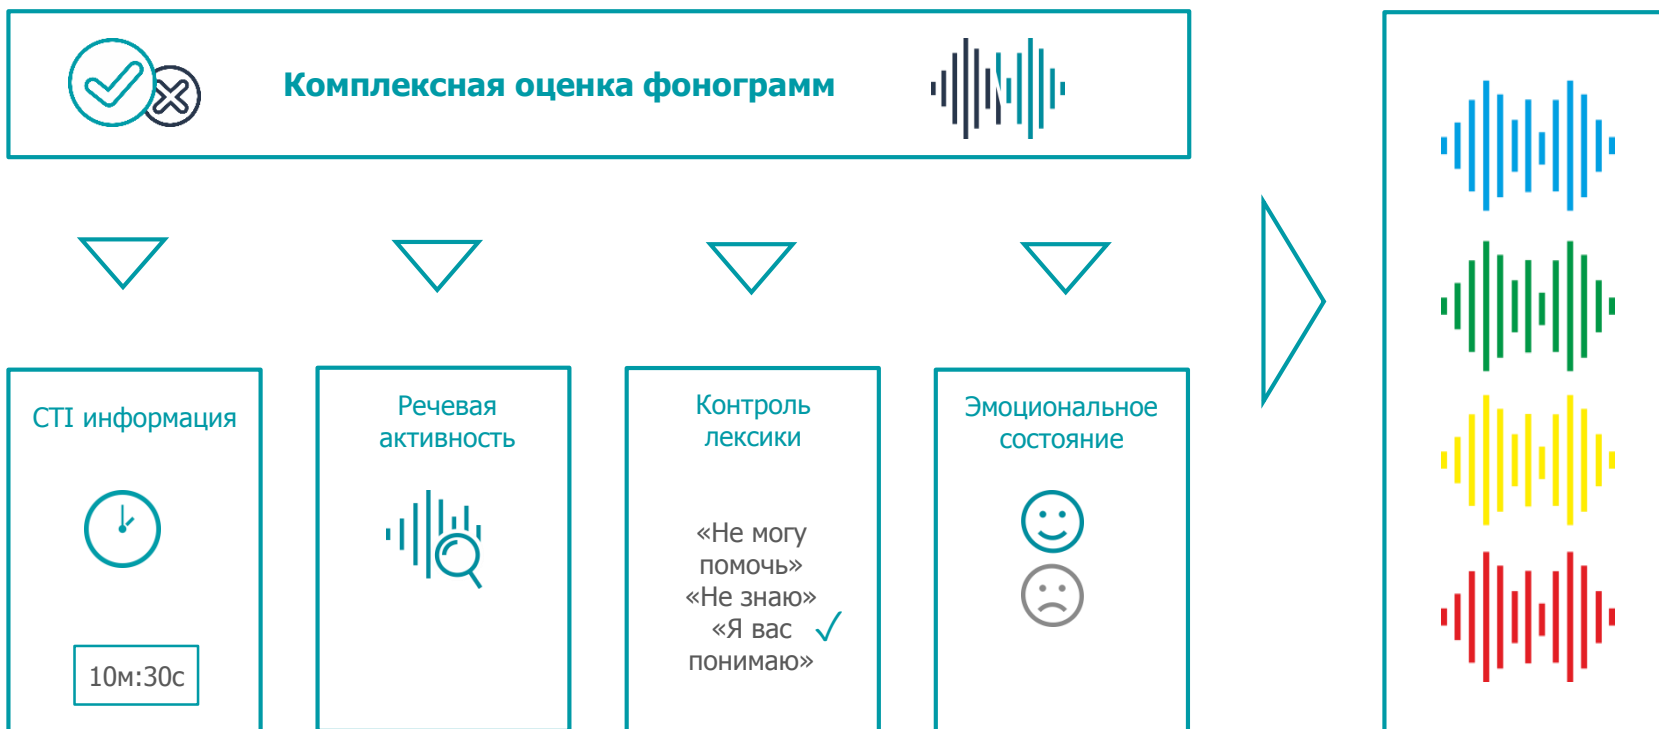 Комплексная оценка фонограмм
CTI информация
10м:30с
Речевая
активность
Контроль
лексики
«Не могу
помочь»
«Не знаю»
«Я вас
понимаю»
Эмоциональное
состояние